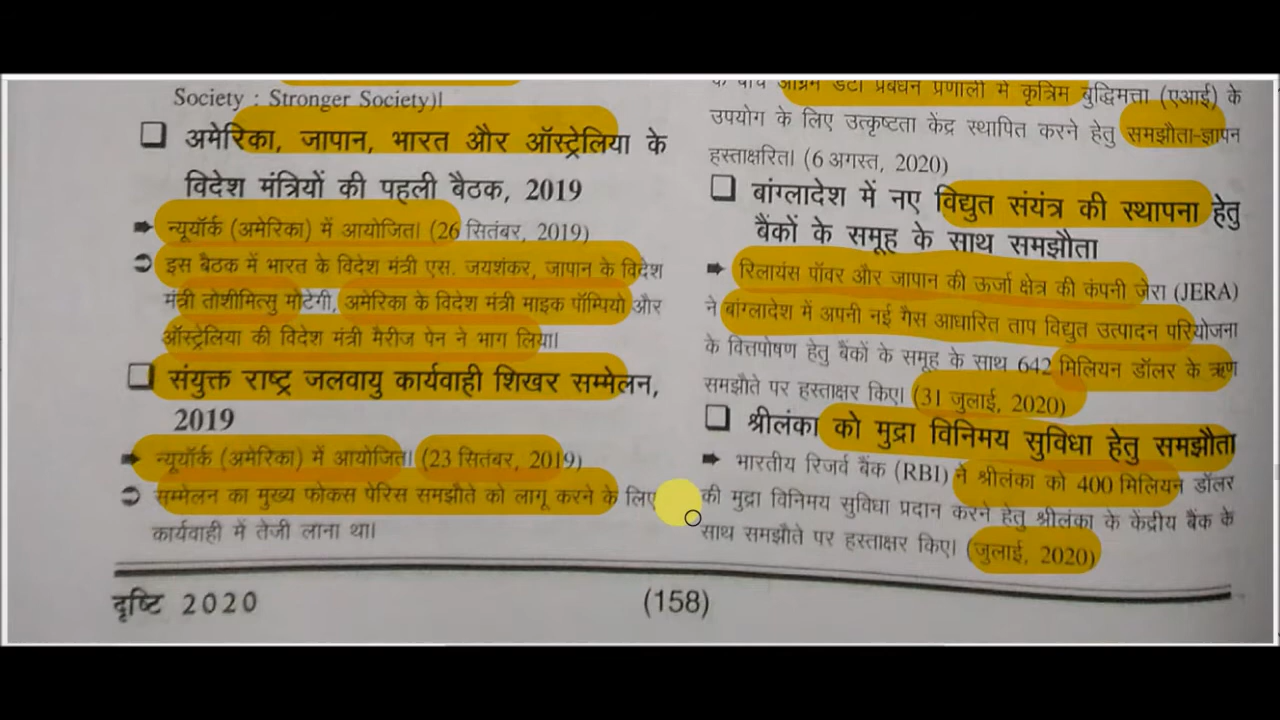 Society : Stronger Society)।
❑ अमेरिका, जापान, भारत और ऑस्ट्रेलिया के
विदेश मंत्रियों की पहली बैठक, 2019
➡ न्यूयॉर्क (अमेरिका) में आयोजित। (26 सितंबर, 2019)
➲ इस बैठक में भारत के विदेश मंत्री एस. जयशंकर, जापान के विदेश
मंत्री तोशीमित्सु मोटेगी, अमेरिका के विदेश मंत्री माइक पॉम्पियो और
ऑस्ट्रेलिया की विदेश मंत्री मैरीज पेन ने भाग लिया।
❑ संयुक्त राष्ट्र जलवायु कार्यवाही शिखर सम्मेलन,
2019
➡ न्यूयॉर्क (अमेरिका) में आयोजित। (23 सितंबर, 2019)
➲ सम्मेलन का मुख्य फोकस पेरिस समझौते को लागू करने के लिए
कार्यवाही में तेजी लाना था।
के बीच अग्रिम डेटा प्रबंधन प्रणाली में कृत्रिम बुद्धिमत्ता (एआई) के
उपयोग के लिए उत्कृष्टता केंद्र स्थापित करने हेतु समझौता-ज्ञापन
हस्ताक्षरित। (6 अगस्त, 2020)
❑ बांग्लादेश में नए विद्युत संयंत्र की स्थापना हेतु
बैंकों के समूह के साथ समझौता
➡ रिलायंस पॉवर और जापान की ऊर्जा क्षेत्र की कंपनी जेरा (JERA)
ने बांग्लादेश में अपनी नई गैस आधारित ताप विद्युत उत्पादन परियोजना
के वित्तपोषण हेतु बैंकों के समूह के साथ 642 मिलियन डॉलर के ऋण
समझौते पर हस्ताक्षर किए। (31 जुलाई, 2020)
❑ श्रीलंका को मुद्रा विनिमय सुविधा हेतु समझौता
➡ भारतीय रिजर्व बैंक (RBI) ने श्रीलंका को 400 मिलियन डॉलर
की मुद्रा विनिमय सुविधा प्रदान करने हेतु श्रीलंका के केंद्रीय बैंक के
साथ समझौते पर हस्ताक्षर किए। (जुलाई, 2020)
दृष्टि 2020
(158)